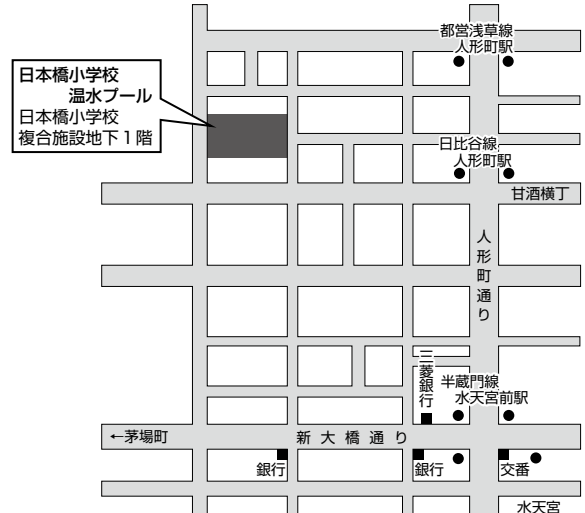 都営浅草線
人形町駅
日本橋小学校
温水プール
日本橋小学校
複合施設地下1階
日比谷線
人形町駅
甘酒横丁
人形町通り
三菱銀行
半蔵門線
水天宮前駅
←茅場町
新大橋通り
銀行
銀行
交番
水天宮